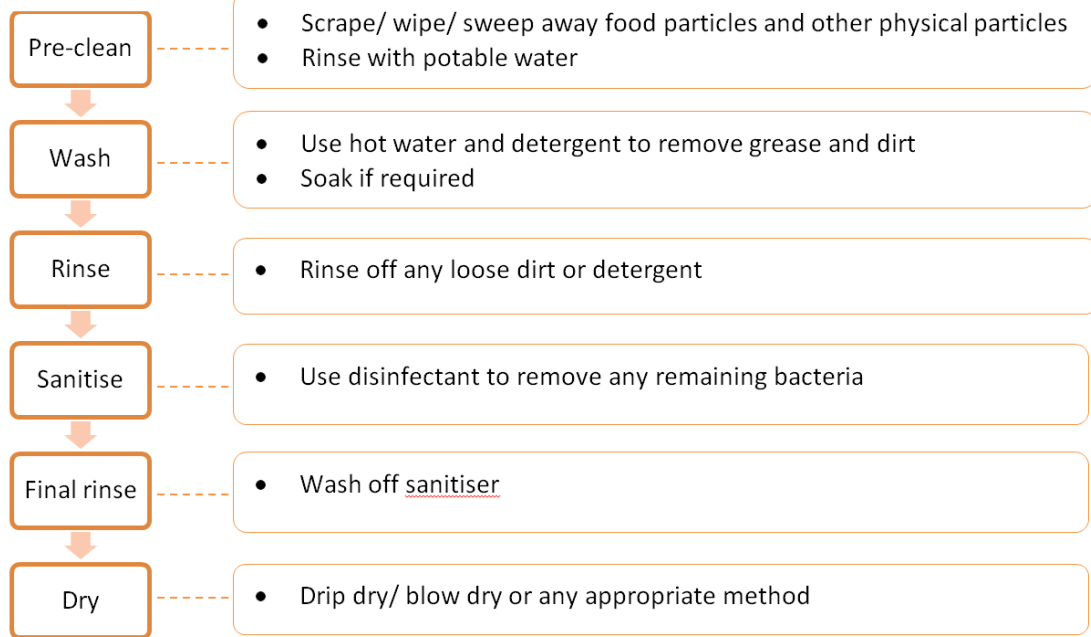 Pre-clean
● Scrape/ wipe/ sweep away food particles and other physical particles
● Rinse with potable water
Wash
● Use hot water and detergent to remove grease and dirt
● Soak if required
Rinse
● Rinse off any loose dirt or detergent
Sanitise
● Use disinfectant to remove any remaining bacteria
Final rinse
● Wash off sanitiser
Dry
● Drip dry/ blow dry or any appropriate method